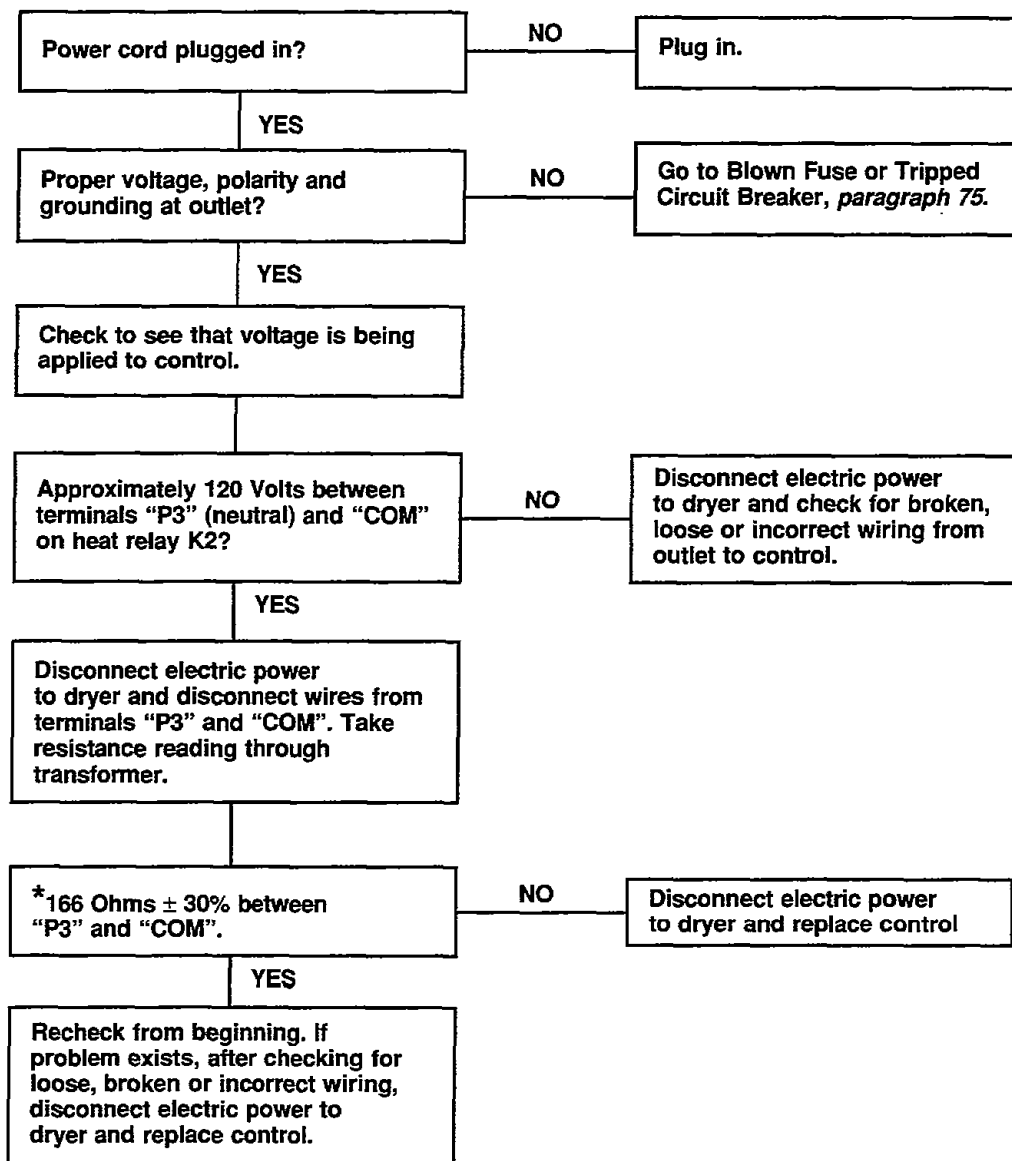 Power cord plugged in?
NO
Plug in.
YES
Proper voltage, polarity and
grounding at outlet?
NO
Go to Blown Fuse or Tripped
Circuit Breaker, paragraph 75.
YES
Check to see that voltage is being
applied to control.
Approximately 120 Volts between
terminals “P3” (neutral) and “COM”
on heat relay K2?
NO
Disconnect electric power
to dryer and check for broken,
loose or incorrect wiring from
outlet to control.
YES
Disconnect electric power
to dryer and disconnect wires from
terminals “P3” and “COM”. Take
resistance reading through
transformer.
*166 Ohms ± 30% between
“P3” and “COM”.
NO
Disconnect electric power
to dryer and replace control
YES
Recheck from beginning. If
problem exists, after checking for
loose, broken or incorrect wiring,
disconnect electric power to
dryer and replace control.